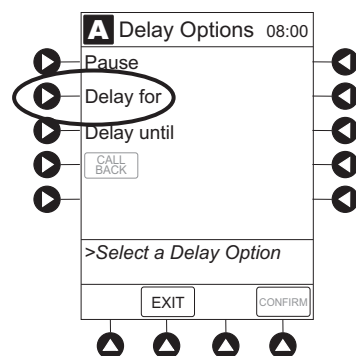 A Delay Options 08:00
Pause
Delay for
Delay until
CALL
BACK
>Select a Delay Option
EXIT CONFIRM